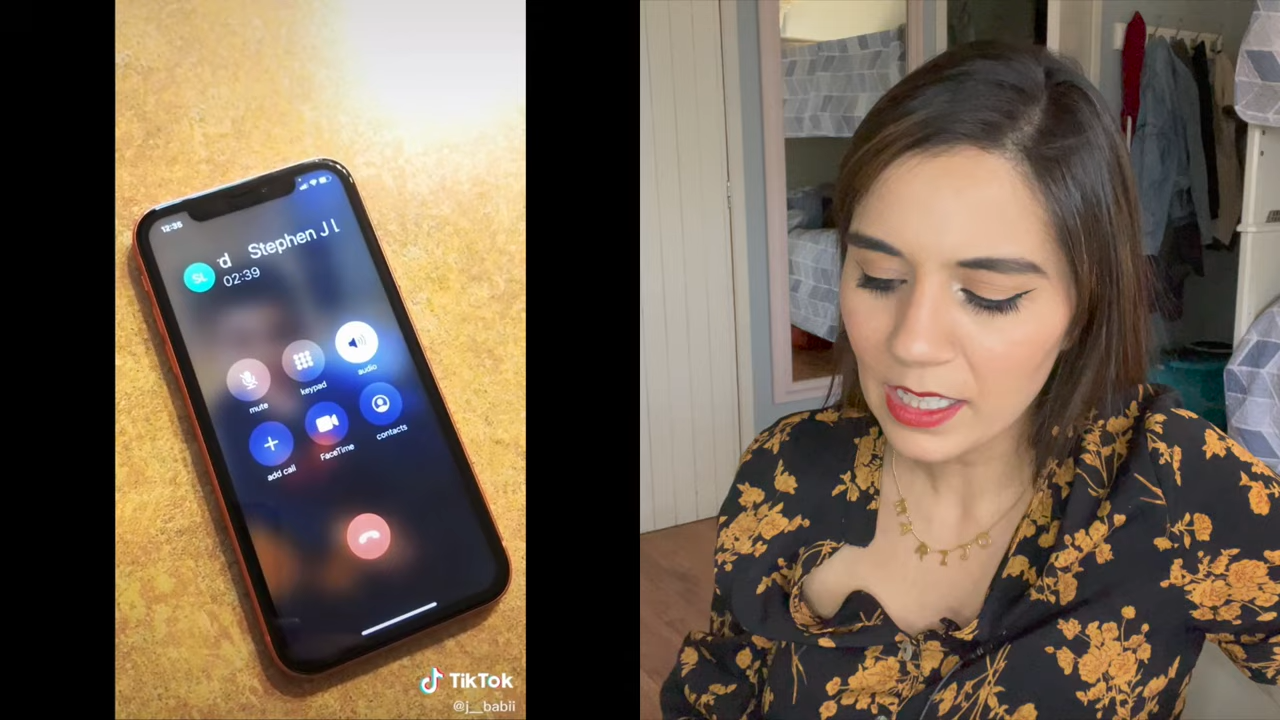 12:35
d Stephen J L
SL
02:39
mute
keypad
audio
add call
FaceTime
contacts
TikTok
@j__babii